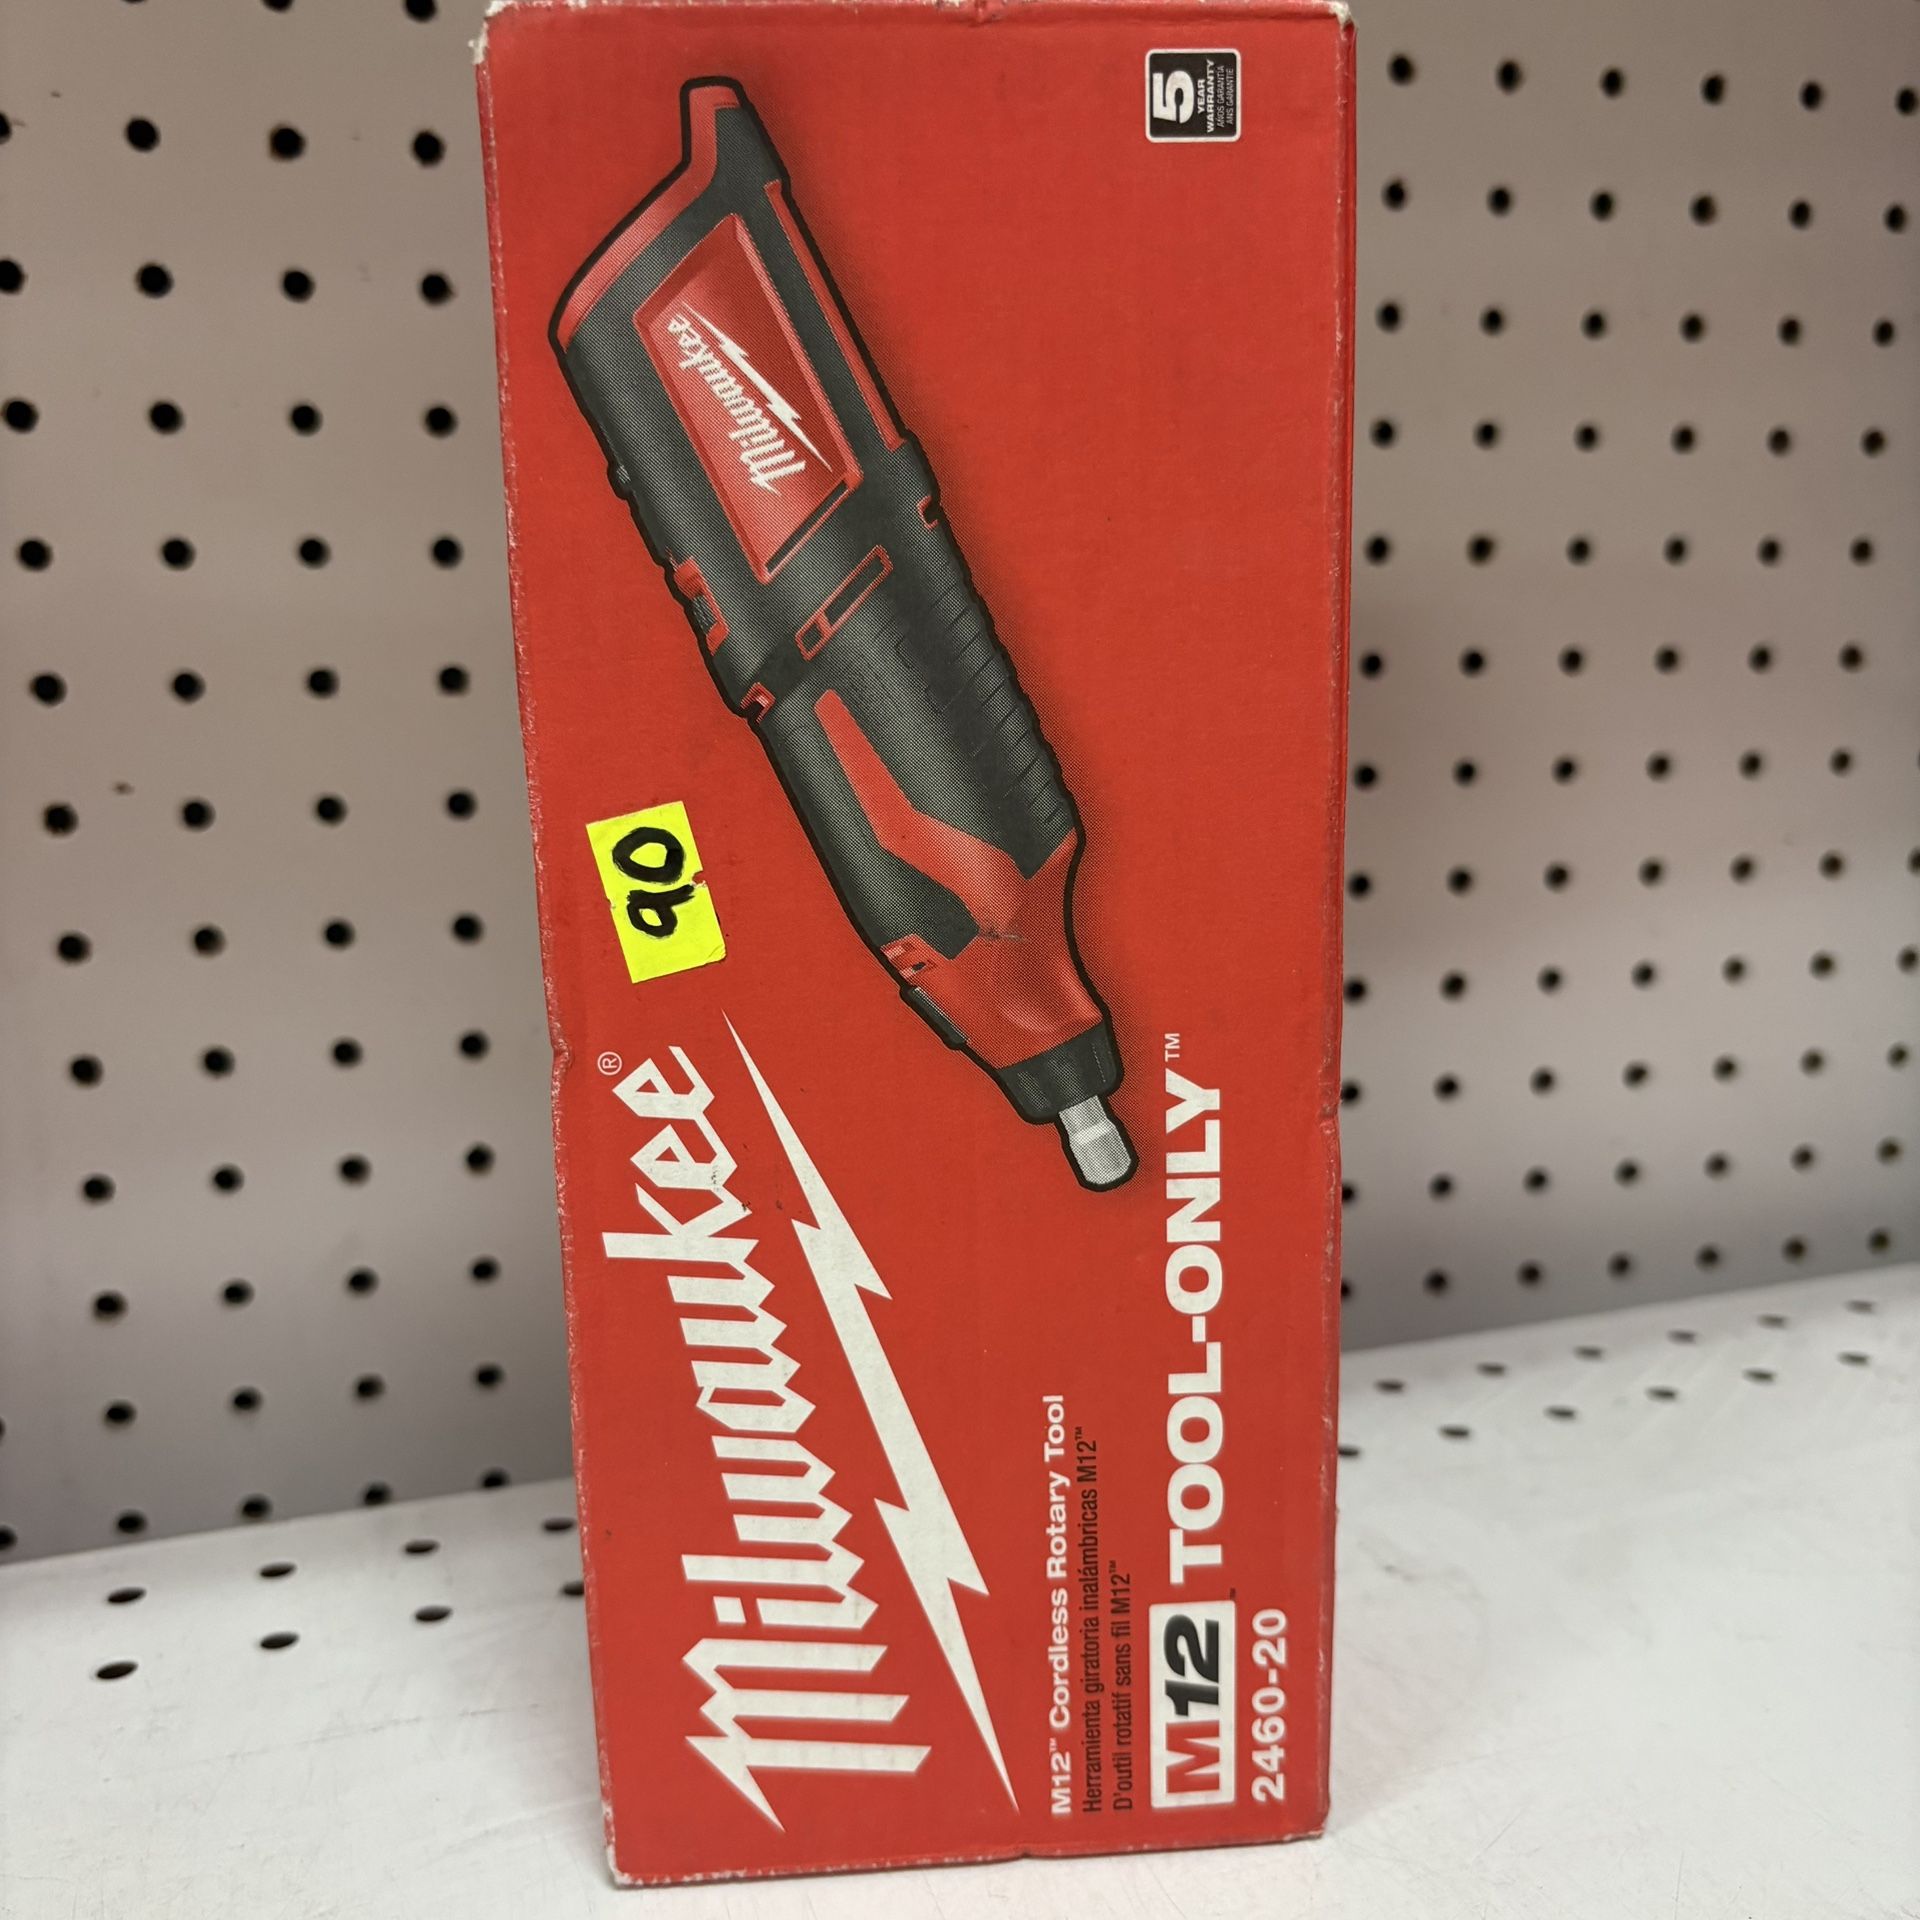 Milwaukee®
M12™ Cordless Rotary Tool
Herramienta giratoria inalámbricas M12™
D'outil rotatif sans fil M12™
M12™ TOOL-ONLY™
2460-20
90
Milwaukee
5
YEAR
WARRANTY
AÑOS GARANTÍA
ANS GARANTIE